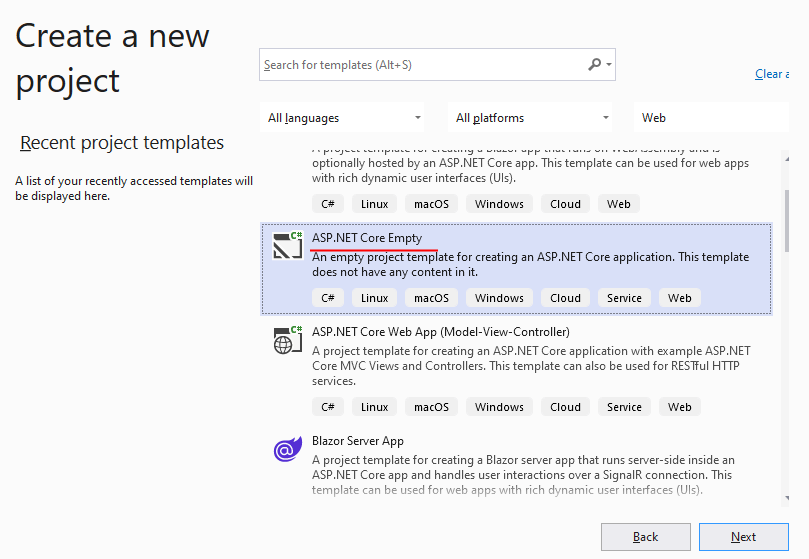 Create a new
project
Search for templates (Alt+S)
Clear a
All languages
All platforms
Web
Recent project templates
A list of your recently accessed templates will
be displayed here.
A project template for creating a Blazor app that runs on WebAssembly and is
optionally hosted by an ASP.NET Core app. This template can be used for web apps
with rich dynamic user interfaces (UIs).
C# Linux macOS Windows Cloud Web
C#
ASP.NET Core Empty
An empty project template for creating an ASP.NET Core application. This template
does not have any content in it.
C# Linux macOS Windows Cloud Service Web
C#
ASP.NET Core Web App (Model-View-Controller)
A project template for creating an ASP.NET Core application with example ASP.NET
Core MVC Views and Controllers. This template can also be used for RESTful HTTP
services.
C# Linux macOS Windows Cloud Service Web
Blazor Server App
A project template for creating a Blazor server app that runs server-side inside an
ASP.NET Core app and handles user interactions over a SignalR connection. This
template can be used for web apps with rich dynamic user interfaces (UIs).
Back
Next